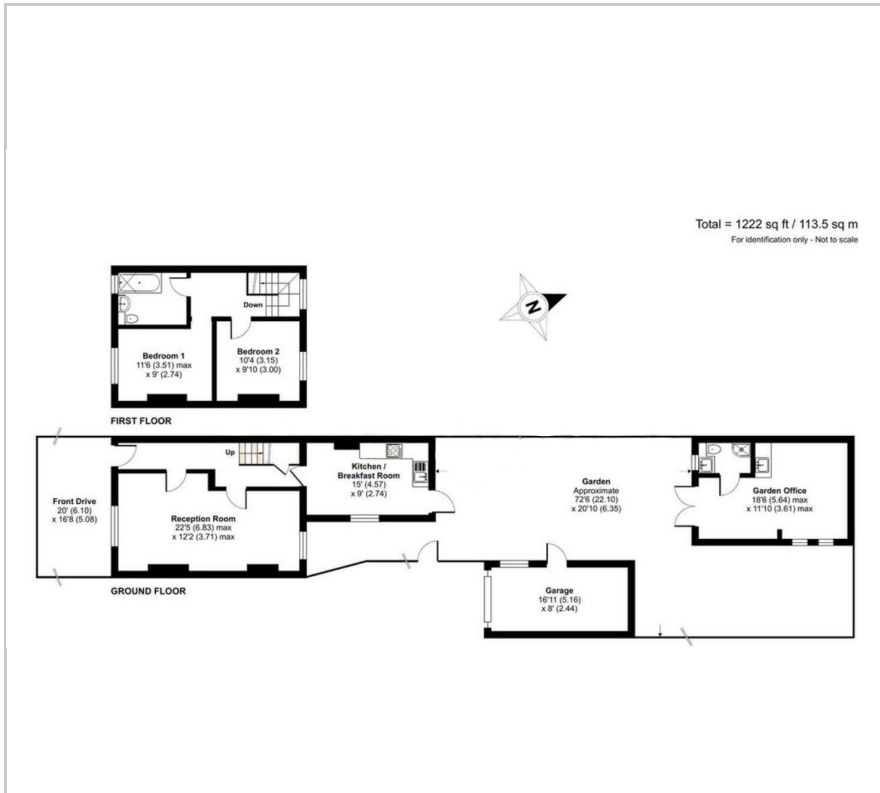 Total = 1222 sq ft / 113.5 sq m
For identification only - Not to scale
N
Down
Bedroom 1
11'6 (3.51) max
x 9' (2.74)
Bedroom 2
10'4 (3.15)
x 9'10 (3.00)
FIRST FLOOR
Up
Kitchen /
Breakfast Room
15' (4.57)
x 9' (2.74)
Garden
Approximate
72'6 (22.10)
x 20'10 (6.35)
Garden Office
18'6 (5.64) max
x 11'10 (3.61) max
Front Drive
20' (6.10)
x 16'8 (5.08)
Reception Room
22'5 (6.83) max
x 12'2 (3.71) max
Garage
16'11 (5.16)
x 8' (2.44)
GROUND FLOOR